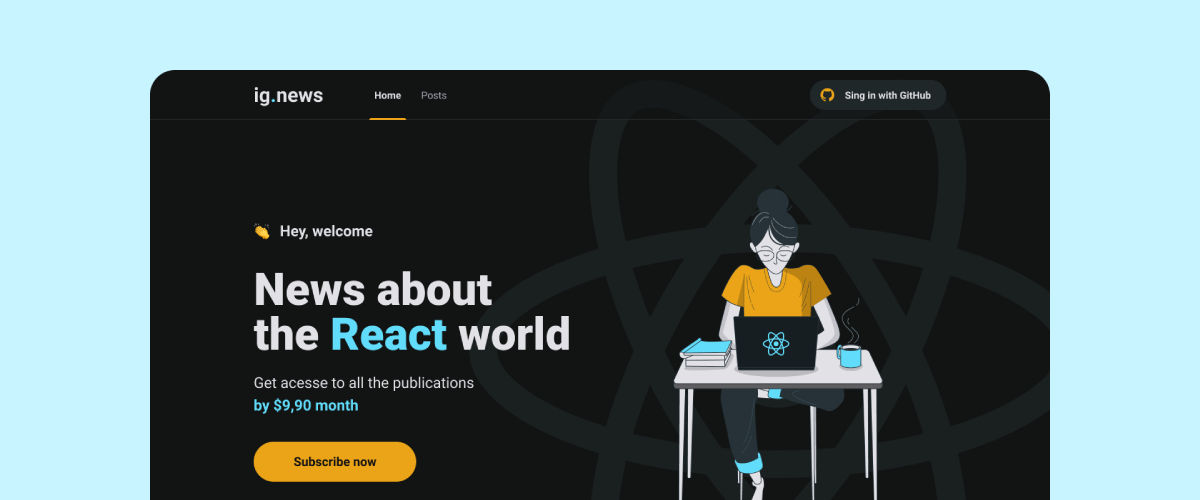 ig.news
Home
Posts
Sing in with GitHub
👏 Hey, welcome
News about
the React world
Get acesse to all the publications
by $9,90 month
Subscribe now